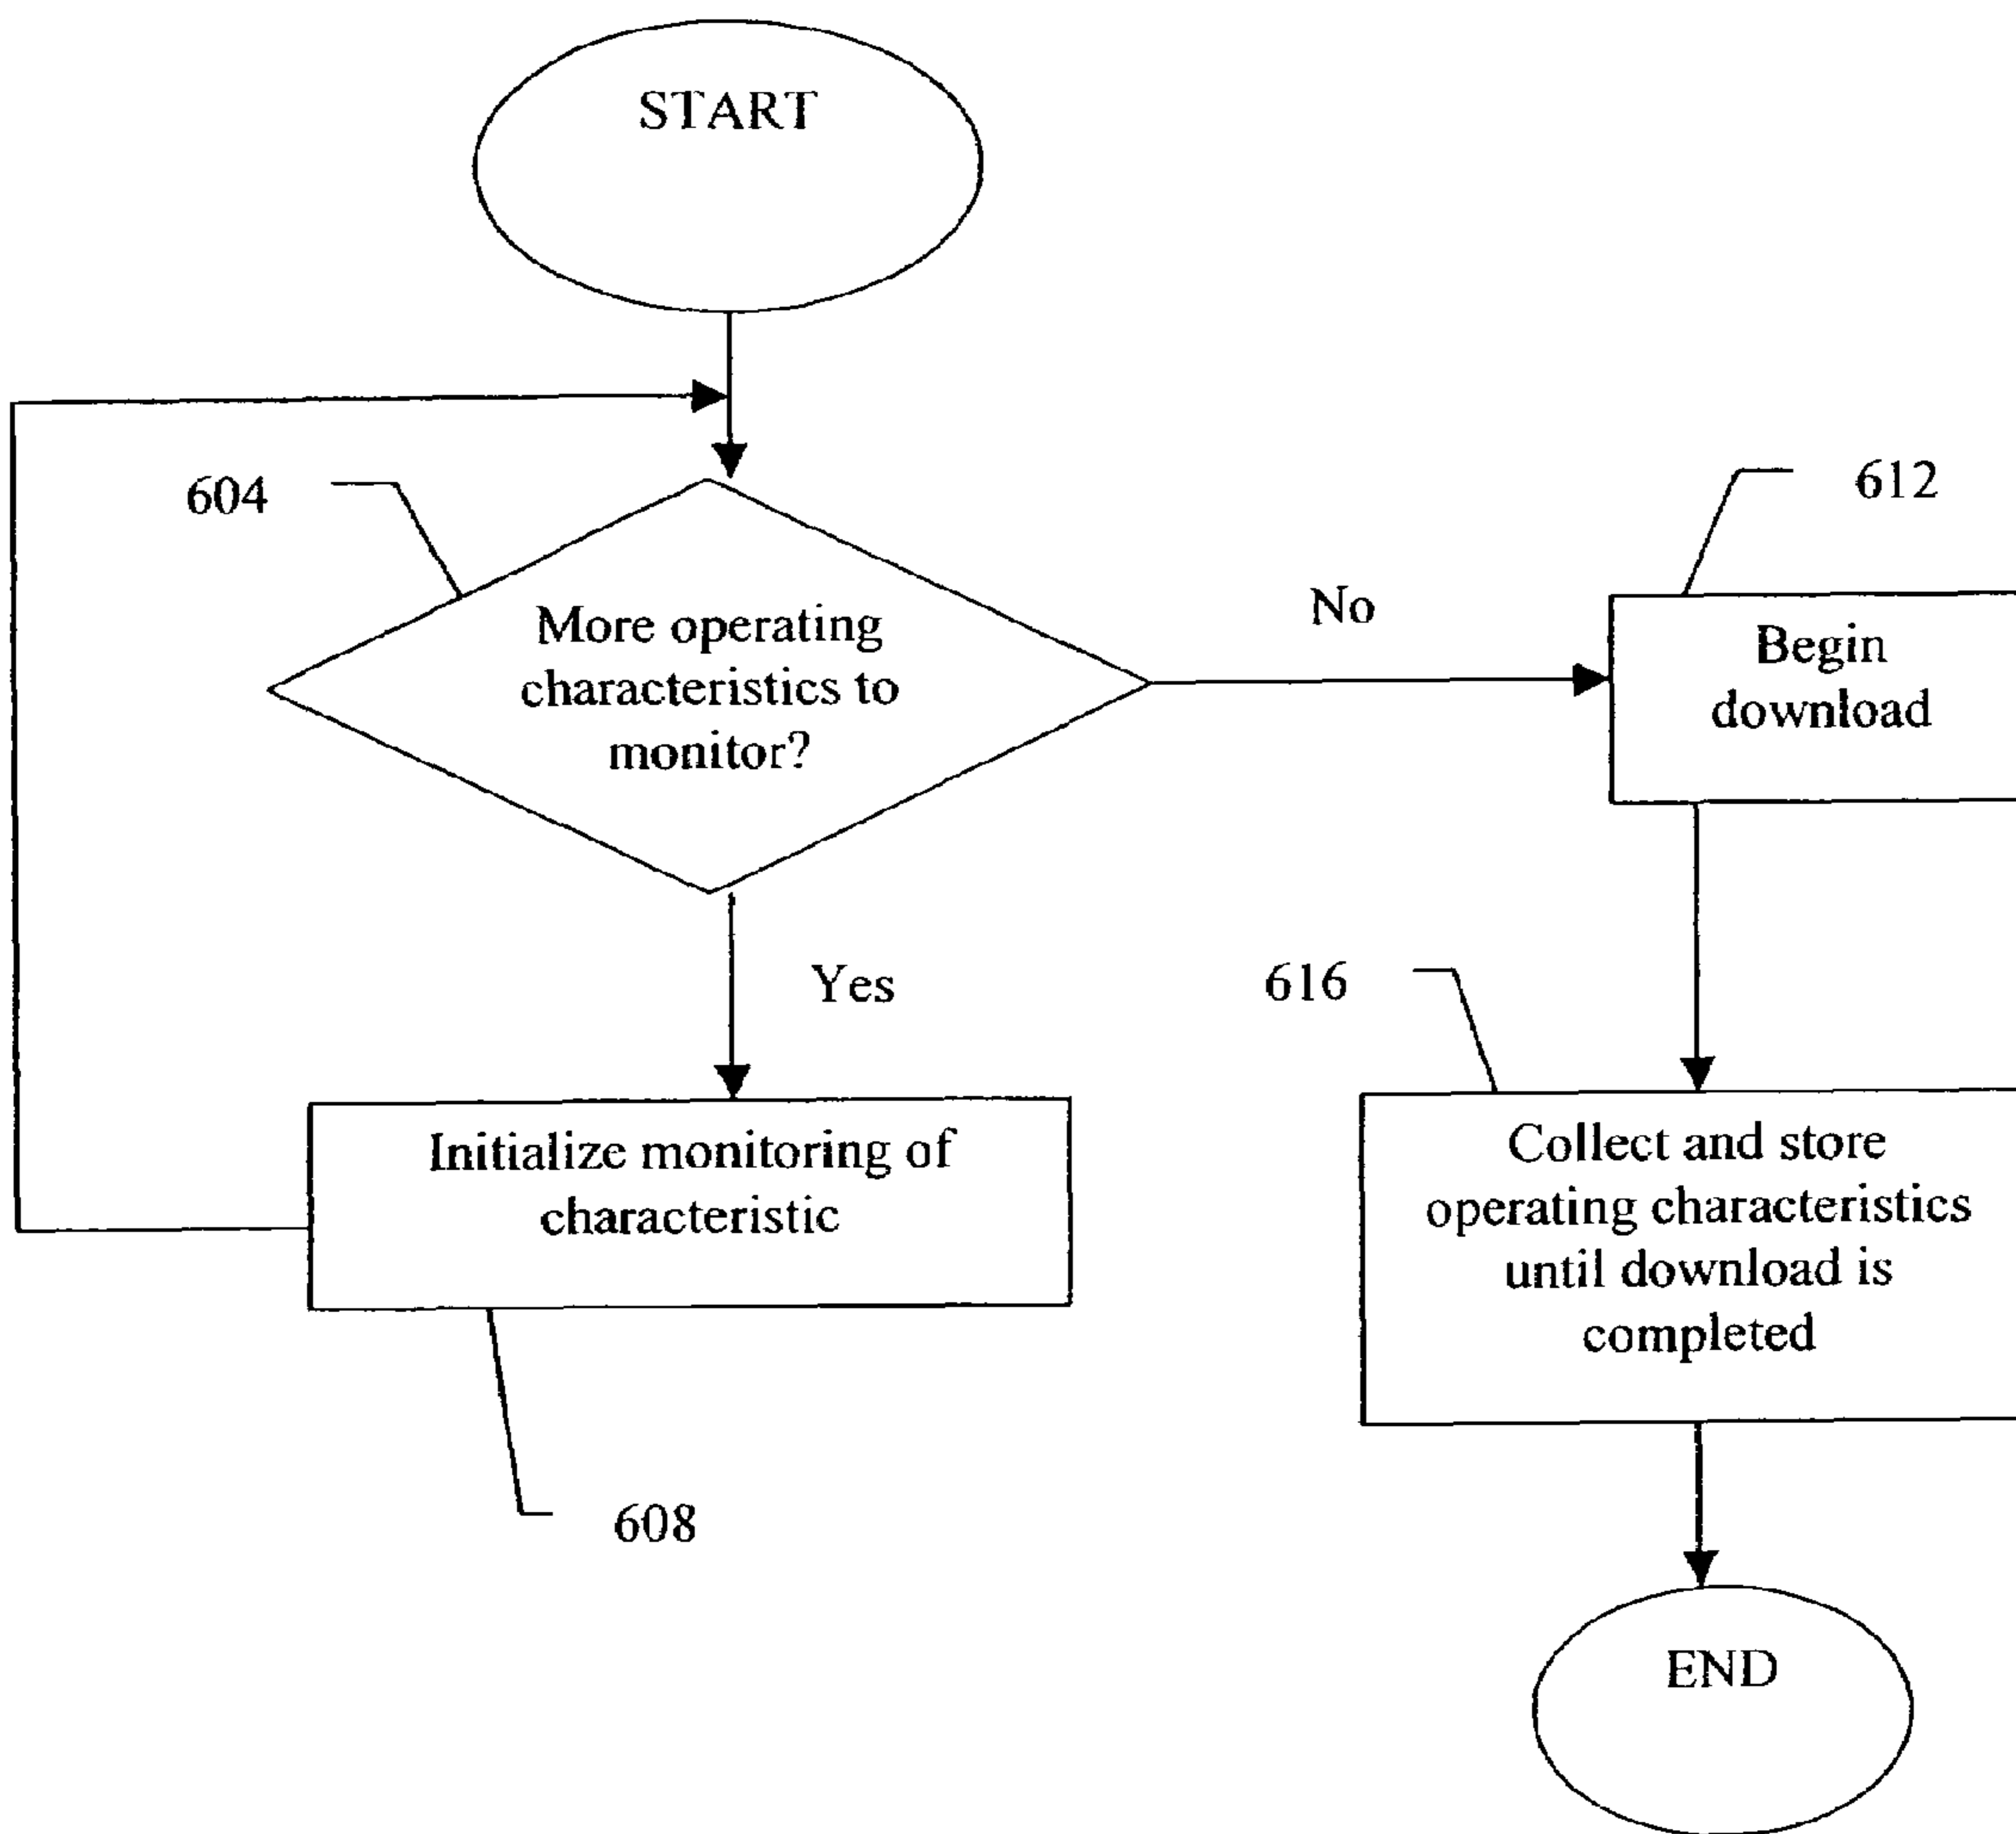 START
604
More operating
characteristics to
monitor?
No
612
Begin
download
Yes
616
Initialize monitoring of
characteristic
608
Collect and store
operating characteristics
until download is
completed
END